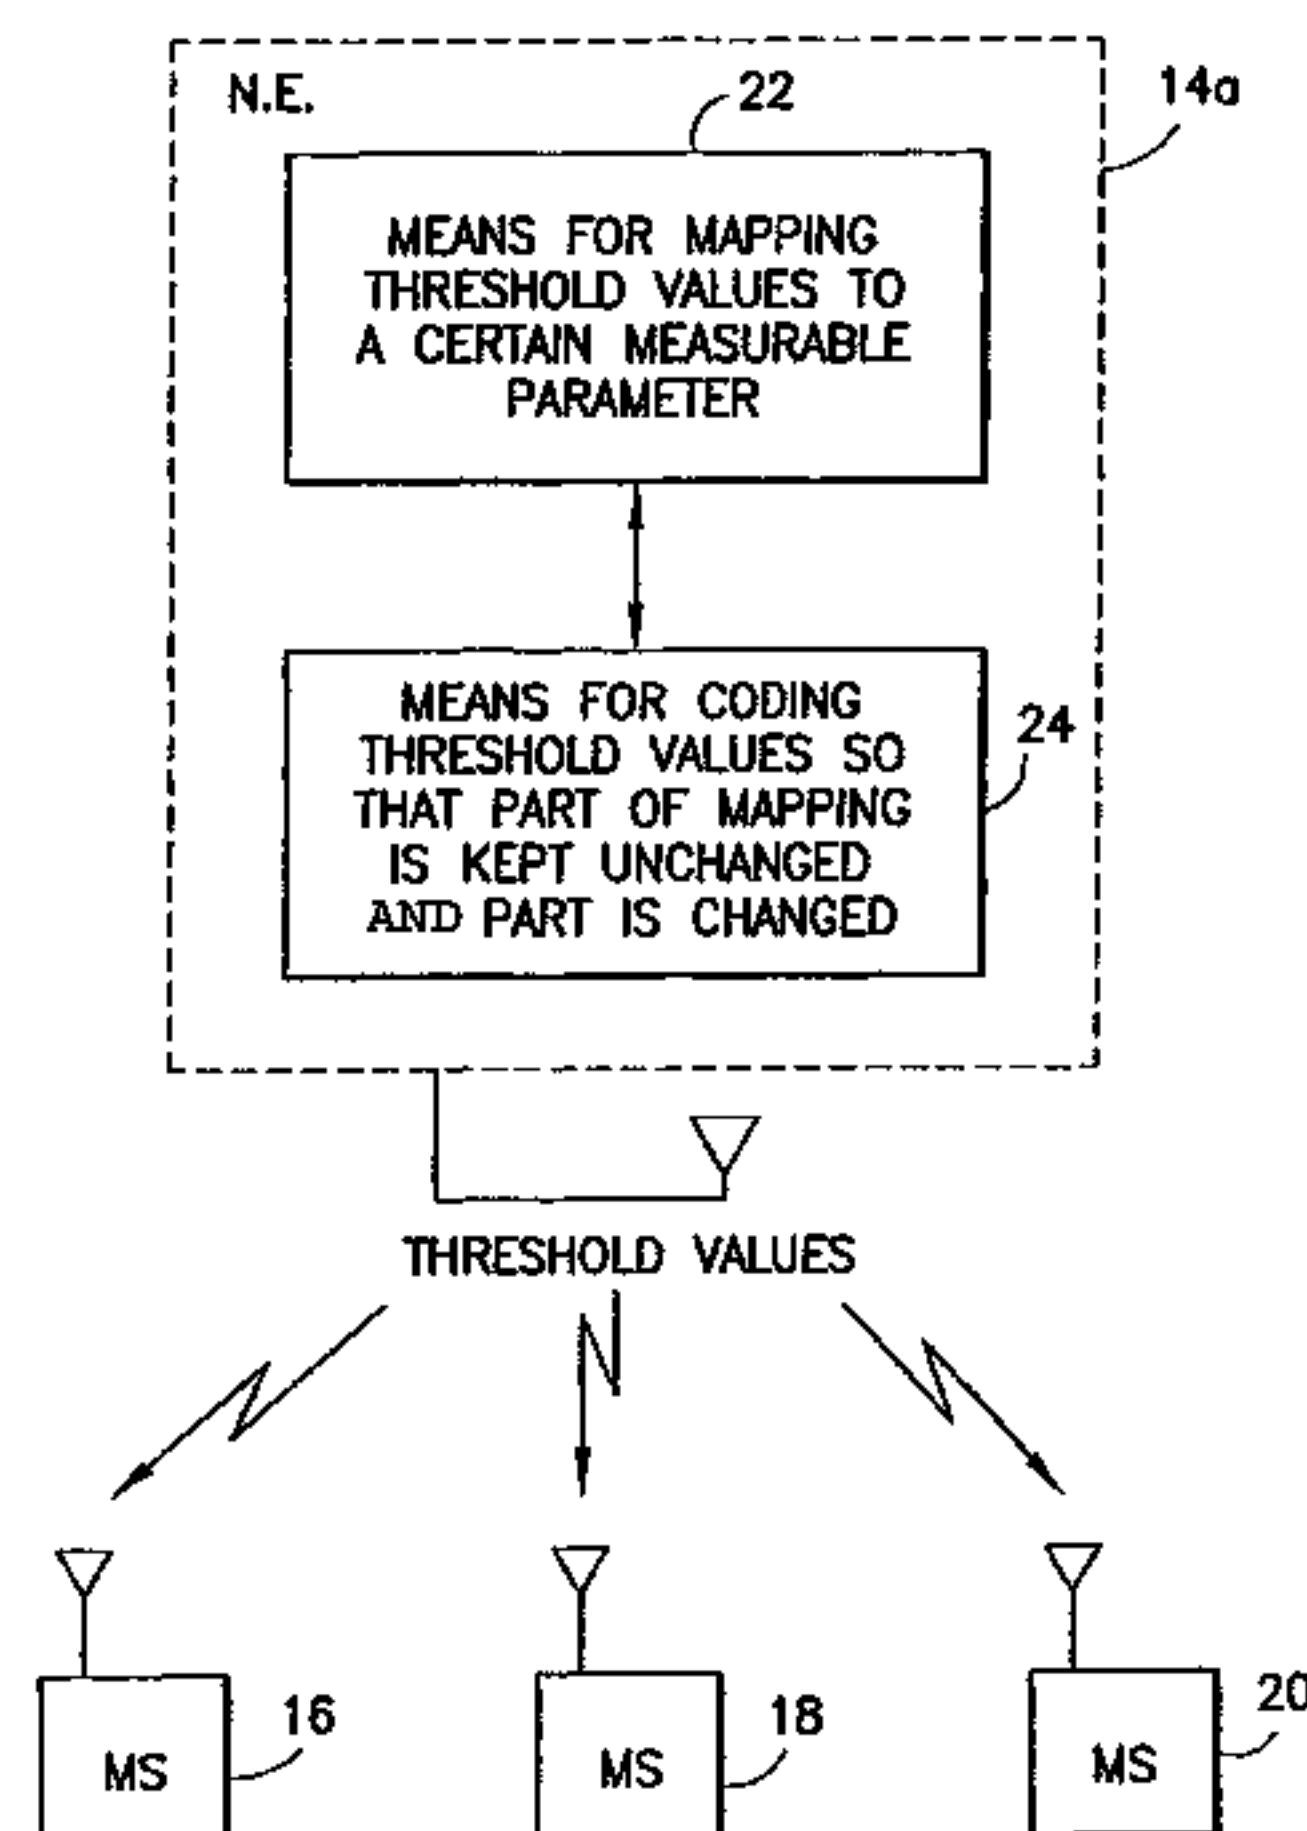 N.E.
22
14a
MEANS FOR MAPPING
THRESHOLD VALUES TO
A CERTAIN MEASURABLE
PARAMETER
MEANS FOR CODING
THRESHOLD VALUES SO
THAT PART OF MAPPING
IS KEPT UNCHANGED
AND PART IS CHANGED
24
THRESHOLD VALUES
MS
16
MS
18
MS
20